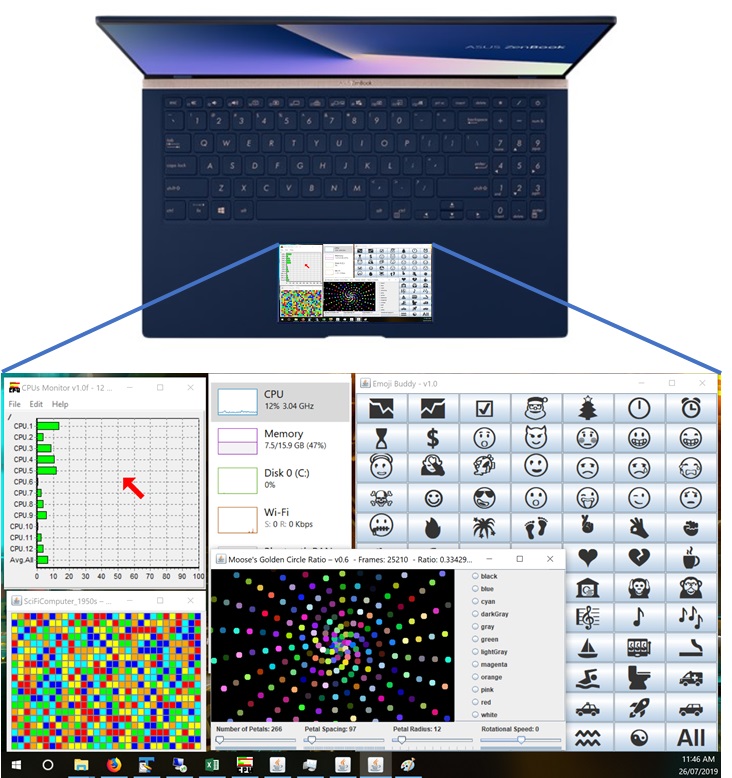 ASUS ZenBook
Q W E R T Y U I O P
A S D F G H J K L
Z X C V B N M
CPUs Monitor v1.0f - 12 ...
File Edit Help
/
CPU.1
CPU.2
CPU.3
CPU.4
CPU.5
CPU.6
CPU.7
CPU.8
CPU.9
CPU.10
CPU.11
CPU.12
Avg.All
0 10 20 30 40 50 60 70 80 90 100
CPU
12% 3.04 GHz
Memory
7.5/15.9 GB (47%)
Disk 0 (C:)
0%
Wi-Fi
S: 0 R: 0 Kbps
Emoji Buddy - v1.0
$
All
SciFiComputer_1950s – ...
Moose's Golden Circle Ratio – v0.6 - Frames: 25210 - Ratio: 0.33429...
black
blue
cyan
darkGray
gray
green
lightGray
magenta
orange
pink
red
white
Number of Petals: 266 Petal Spacing: 97 Petal Radius: 12 Rotational Speed: 0
11:46 AM
26/07/2019